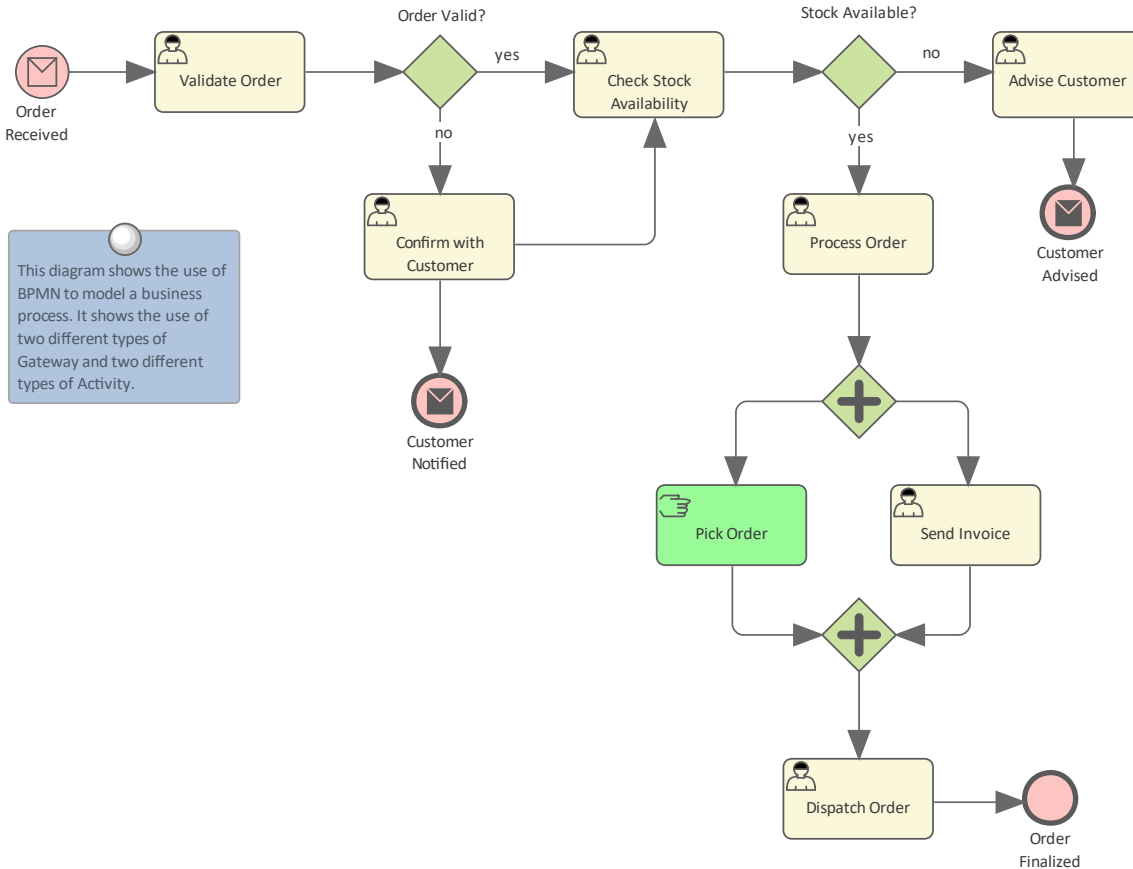 Order Valid?
Stock Available?
Validate Order
yes
Check Stock
Availability
no
Advise Customer
Order
Received
no
yes
Confirm with
Customer
Process Order
Customer
Advised
This diagram shows the use of
BPMN to model a business
process. It shows the use of
two different types of
Gateway and two different
types of Activity.
Customer
Notified
Pick Order
Send Invoice
Dispatch Order
Order
Finalized